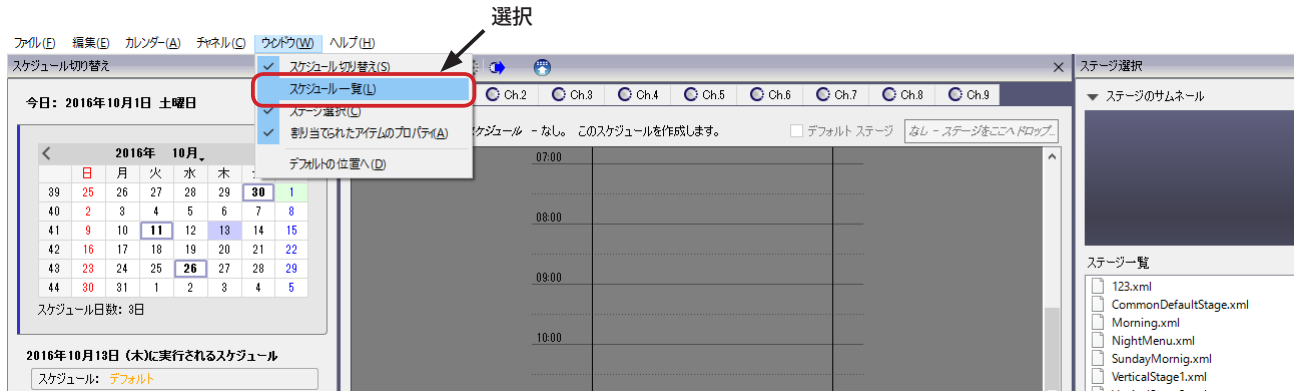 選択
ファイル(F) 編集(E) カレンダー(A) チャネル(C) ウィンドウ(W) ヘルプ(H)
スケジュール切り替え
スケジュール切り替え(S)
スケジュール一覧(L)
ステージ選択(C)
割り当てられたアイテムのプロパティ(A)
デフォルトの位置へ(D)
今日: 2016年10月1日 土曜日
2016年 10月
日 月 火 水 木
39 25 26 27 28 29 30 1
40 2 3 4 5 6 7 8
41 9 10 11 12 13 14 15
42 16 17 18 19 20 21 22
43 23 24 25 26 27 28 29
44 30 31 1 2 3 4 5
スケジュール日数: 3日
2016年10月13日 (木)に実行されるスケジュール
スケジュール: デフォルト
Ch.2 Ch.3 Ch.4 Ch.5 Ch.6 Ch.7 Ch.8 Ch.9
スケジュール - なし。 このスケジュールを作成します。
デフォルト ステージ なし - ステージをここへドロップ...
07:00
08:00
09:00
10:00
ステージ選択
ステージのサムネール
ステージ一覧
123.xml
CommonDefaultStage.xml
Morning.xml
NightMenu.xml
SundayMornig.xml
VerticalStage1.xml